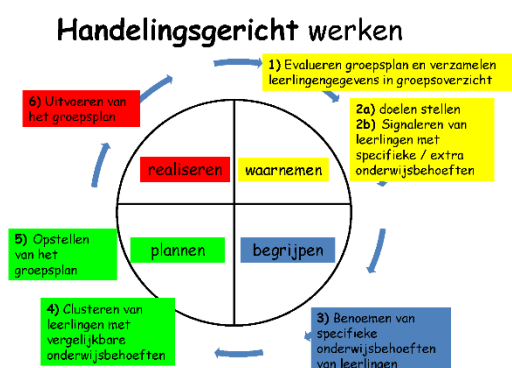 Handelingsgericht werken
1) Evalueren groepsplan en verzamelen
leerlingengegevens in groepsoverzicht
2a) doelen stellen
2b) Signaleren van
leerlingen met
specifieke / extra
onderwijsbehoeften
3) Benoemen van
specifieke
onderwijsbehoeften
van leerlingen
4) Clusteren van
leerlingen met
vergelijkbare
onderwijsbehoeften
5) Opstellen
van het
groepsplan
6) Uitvoeren van
het groepsplan
realiseren
waarnemen
plannen
begrijpen